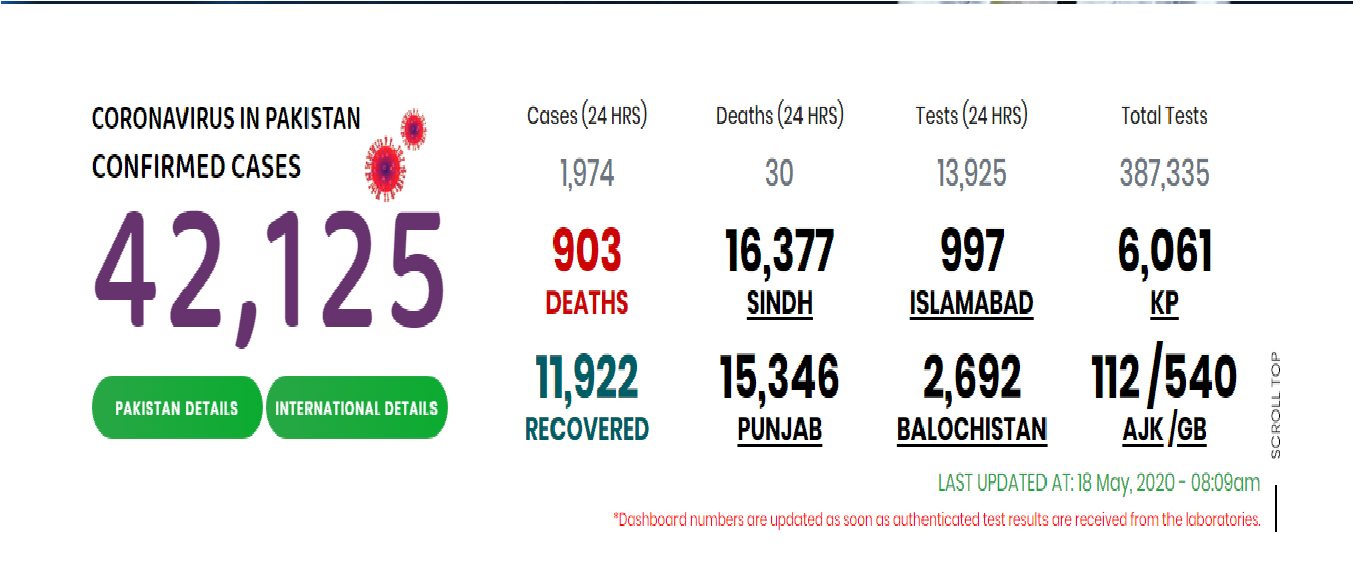 CORONAVIRUS IN PAKISTAN
CONFIRMED CASES
42,125
PAKISTAN DETAILS
INTERNATIONAL DETAILS
Cases (24 HRS)
Deaths (24 HRS)
Tests (24 HRS)
Total Tests
1,974
30
13,925
387,335
903
16,377
997
6,061
DEATHS
SINDH
ISLAMABAD
KP
11,922
15,346
2,692
112 /540
RECOVERED
PUNJAB
BALOCHISTAN
AJK /GB
SCROLL TOP
LAST UPDATED AT: 18 May, 2020 - 08:09am
*Dashboard numbers are updated as soon as authenticated test results are received from the laboratories.